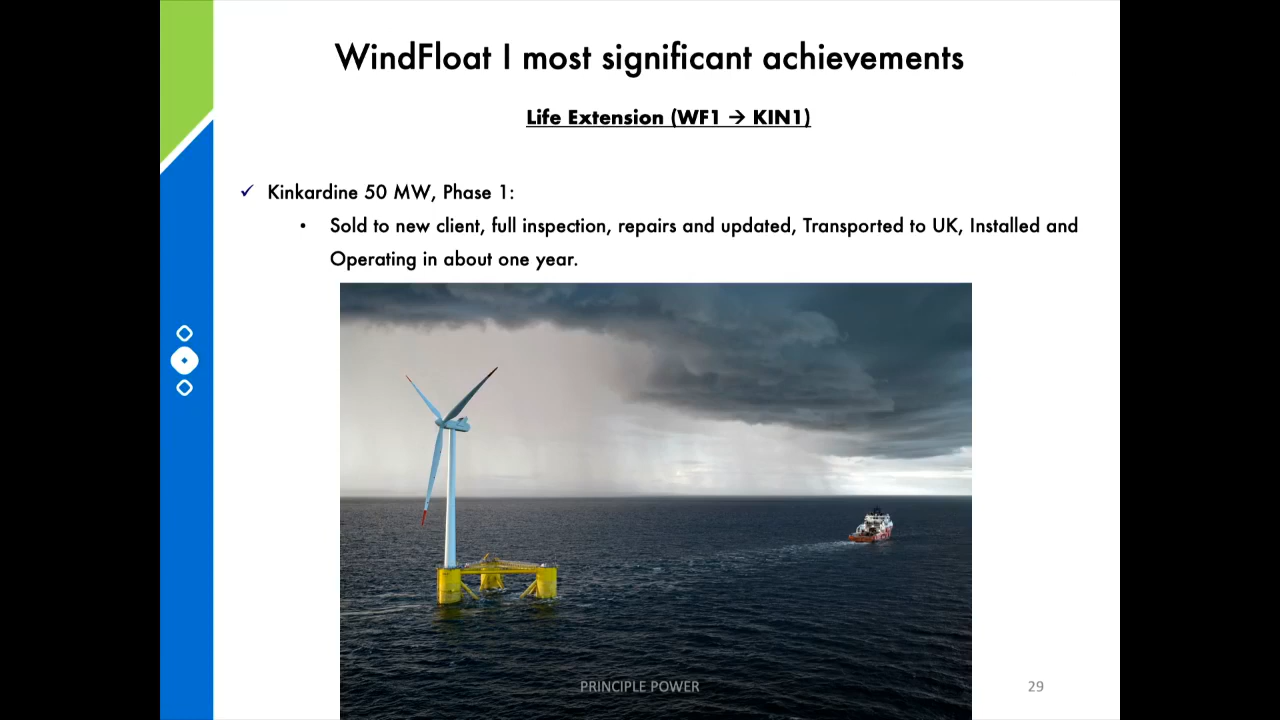 WindFloat I most significant achievements
Life Extension (WF1 → KIN1)
✓ Kinkardine 50 MW, Phase 1:
• Sold to new client, full inspection, repairs and updated, Transported to UK, Installed and
Operating in about one year.
PRINCIPLE POWER
29